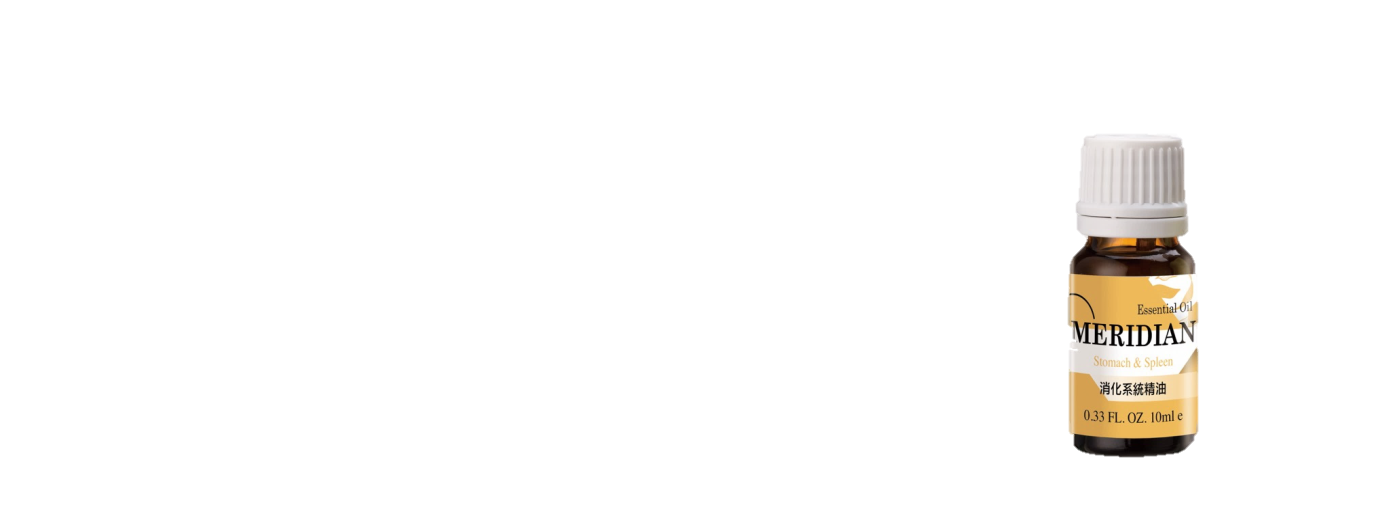 Essential Oil
MERIDIAN
Stomach & Spleen
消化系統精油
0.33 FL. OZ. 10ml e